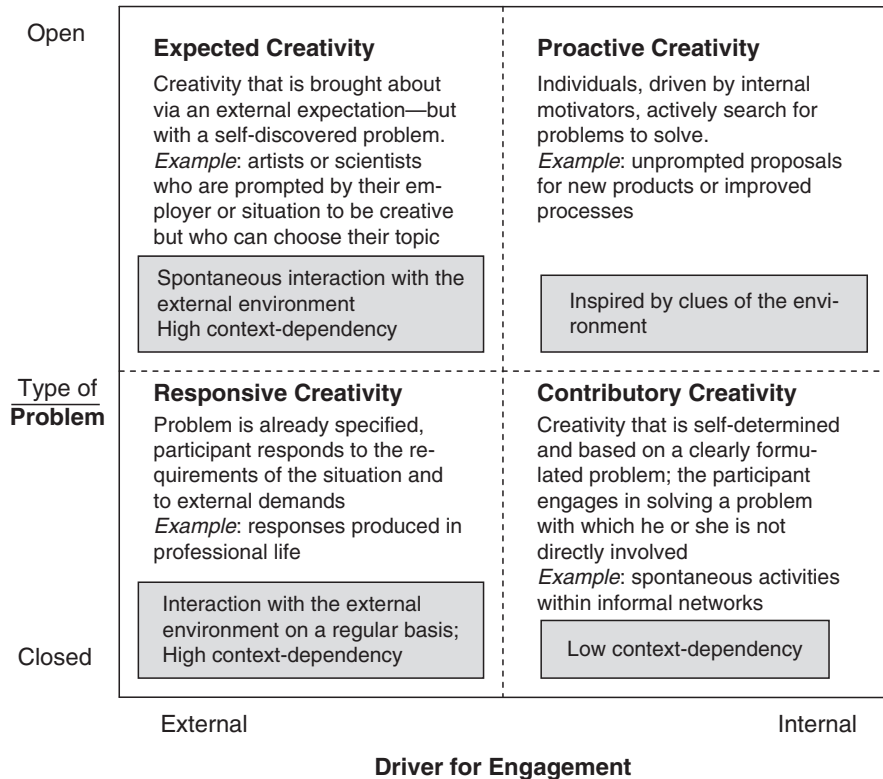 Open
Expected Creativity
Creativity that is brought about
via an external expectation—but
with a self-discovered problem.
Example: artists or scientists
who are prompted by their em-
ployer or situation to be creative
but who can choose their topic
Spontaneous interaction with the
external environment
High context-dependency
Proactive Creativity
Individuals, driven by internal
motivators, actively search for
problems to solve.
Example: unprompted proposals
for new products or improved
processes
Inspired by clues of the envi-
ronment
Type of
Problem
Responsive Creativity
Problem is already specified,
participant responds to the re-
quirements of the situation and
to external demands
Example: responses produced in
professional life
Interaction with the external
environment on a regular basis;
High context-dependency
Contributory Creativity
Creativity that is self-determined
and based on a clearly formu-
lated problem; the participant
engages in solving a problem
with which he or she is not
directly involved
Example: spontaneous activities
within informal networks
Low context-dependency
Closed
External
Internal
Driver for Engagement